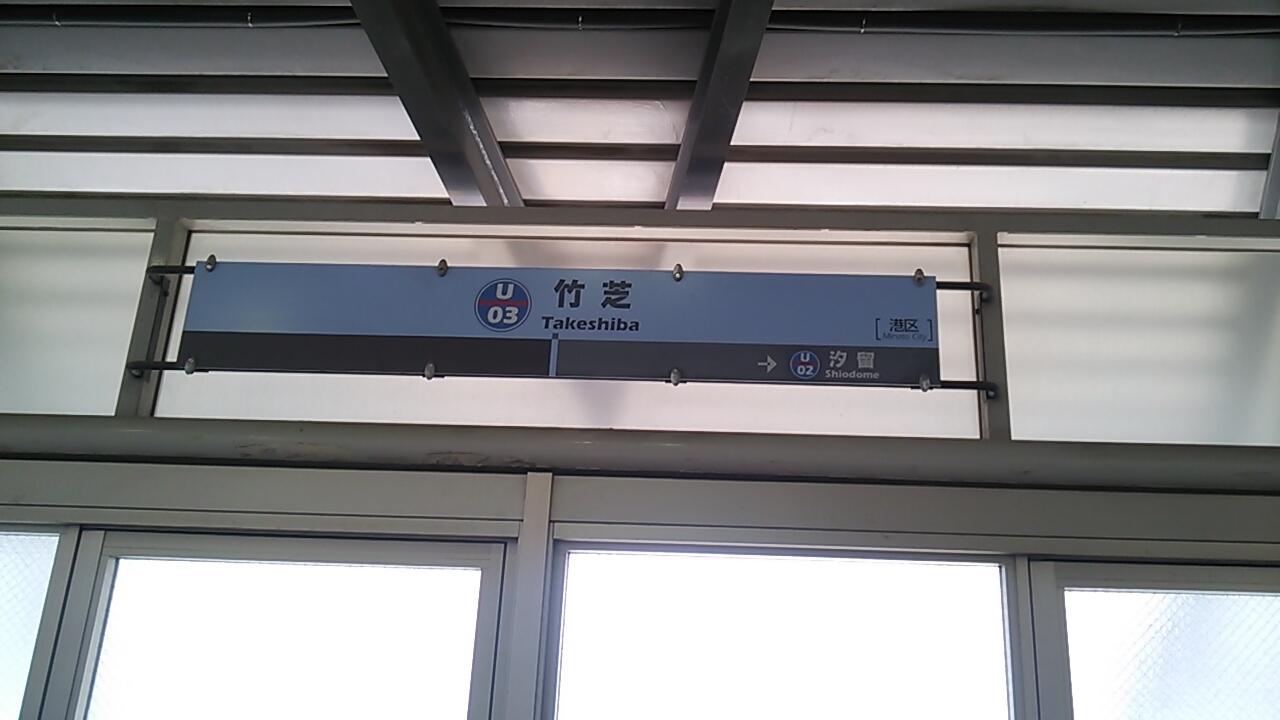 U
03
竹芝
Takeshiba
[港区]
Minato City
→ U
02
汐留
Shiodome